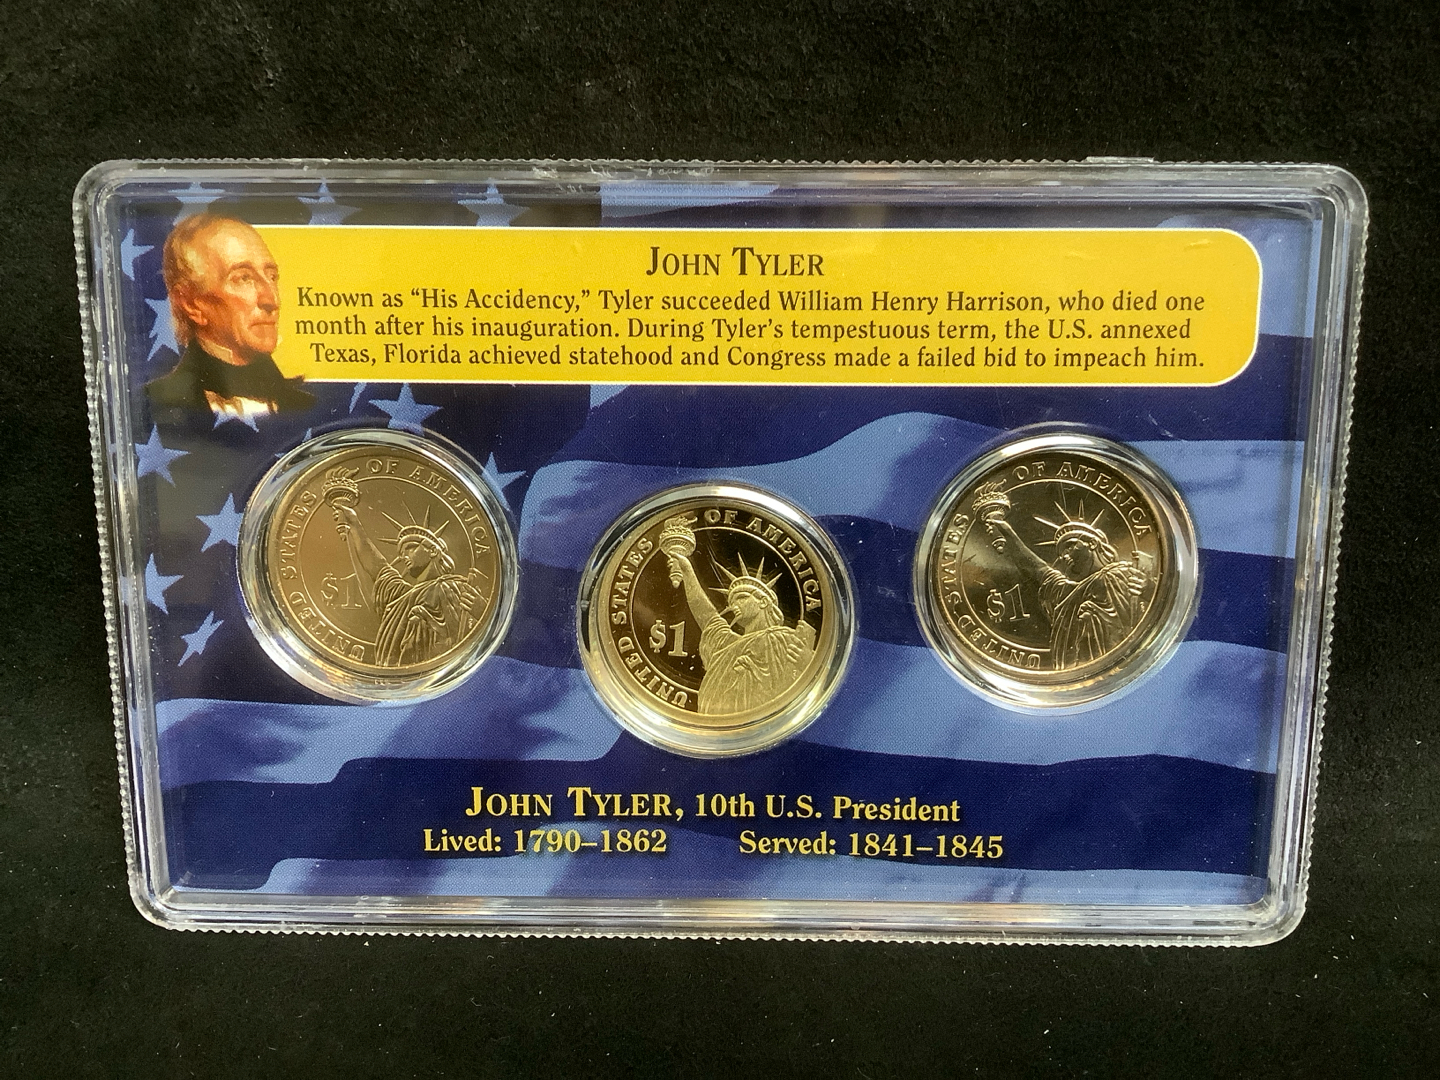 JOHN TYLER
Known as “His Accidency,” Tyler succeeded William Henry Harrison, who died one
month after his inauguration. During Tyler’s tempestuous term, the U.S. annexed
Texas, Florida achieved statehood and Congress made a failed bid to impeach him.
UNITED STATES OF AMERICA
$1
UNITED STATES OF AMERICA
$1
UNITED STATES OF AMERICA
$1
JOHN TYLER, 10th U.S. President
Lived: 1790–1862 Served: 1841–1845